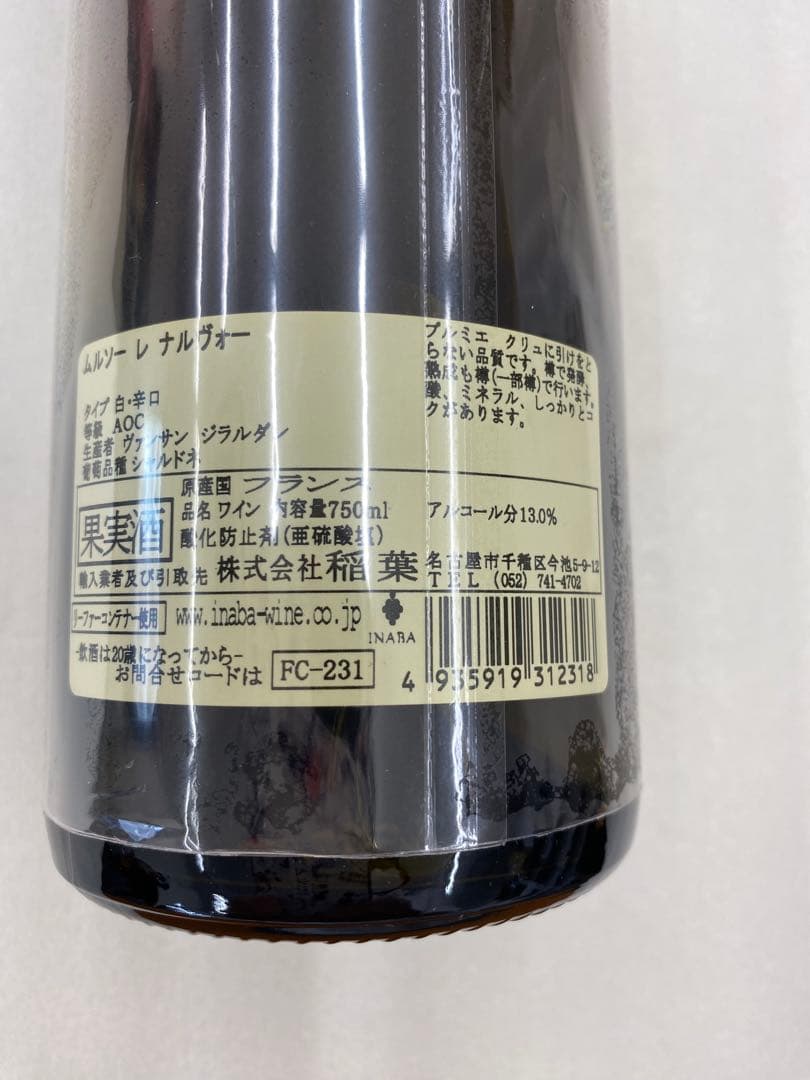 ムルソー レ ナルヴォー
タイプ 白・辛口
等級 AOC
生産者 ヴァンサン ジラルダン
葡萄品種 シャルドネ
プルミエ クリュに引けをと
らない品質です。樽で発酵、
熟成も樽(一部樽)で行います。
酸、ミネラル、しっかりとコ
クがあります。
果実酒
原産国 フランス
品名 ワイン 内容量750ml
アルコール分13.0%
酸化防止剤(亜硫酸塩)
輸入業者及び引取先 株式会社 稲葉
名古屋市千種区今池5-9-12
TEL (052) 741-4702
リーファーコンテナー使用
www.inaba-wine.co.jp
INABA
-飲酒は20歳になってから-
お問合せコードは FC-231
4 935919 312318